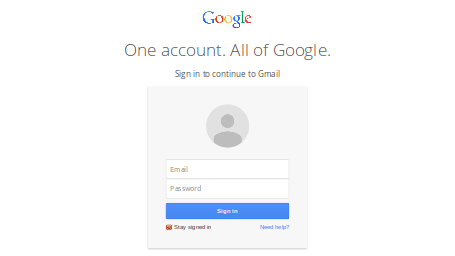 Google
One account. All of Google.
Sign in to continue to Gmail
Email
Password
Sign in
Stay signed in Need help?